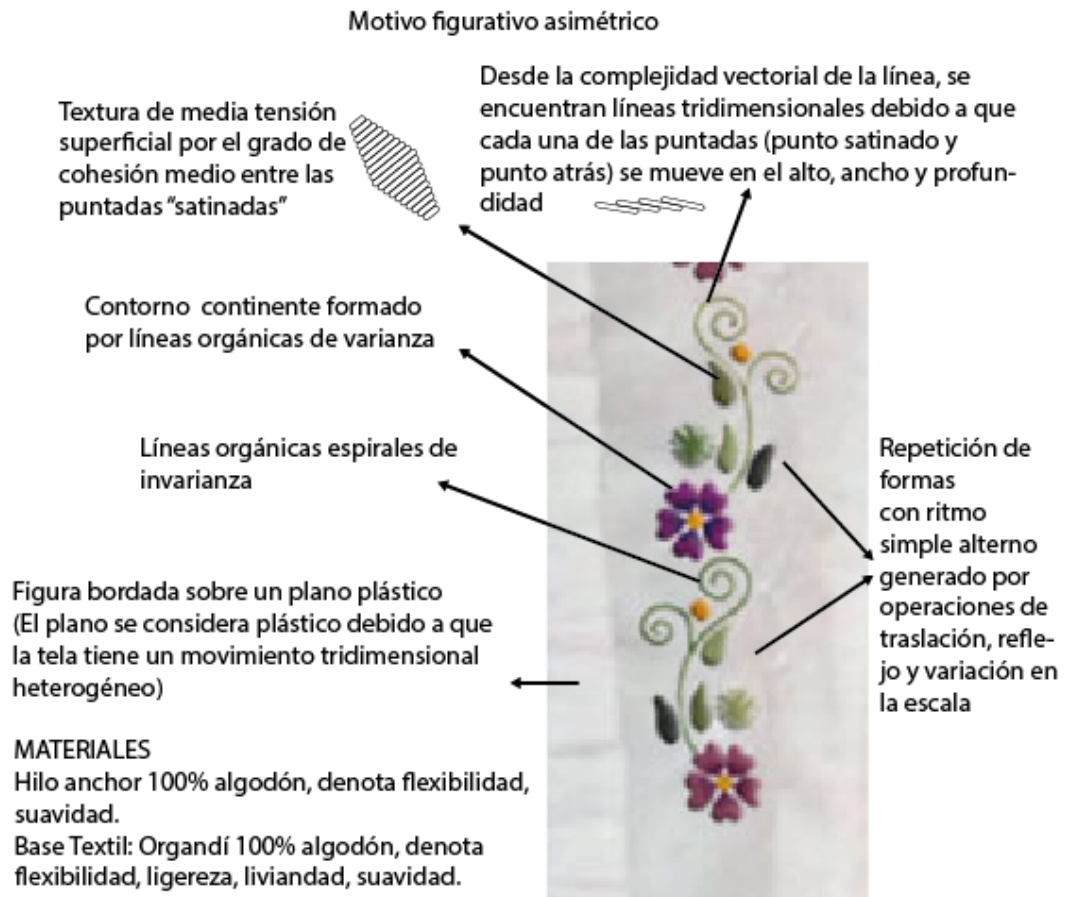 Motivo figurativo asimétrico
Textura de media tensión
superficial por el grado de
cohesión medio entre las
puntadas “satinadas”
Desde la complejidad vectorial de la línea, se
encuentran líneas tridimensionales debido a que
cada una de las puntadas (punto satinado y
punto atrás) se mueve en el alto, ancho y profun-
didad
Contorno continente formado
por líneas orgánicas de varianza
Líneas orgánicas espirales de
invarianza
Repetición de
formas
con ritmo
simple alterno
generado por
operaciones de
traslación, refle-
jo y variación en
la escala
Figura bordada sobre un plano plástico
(El plano se considera plástico debido a que
la tela tiene un movimiento tridimensional
heterogéneo)
MATERIALES
Hilo anchor 100% algodón, denota flexibilidad,
suavidad.
Base Textil: Organdí 100% algodón, denota
flexibilidad, ligereza, liviandad, suavidad.